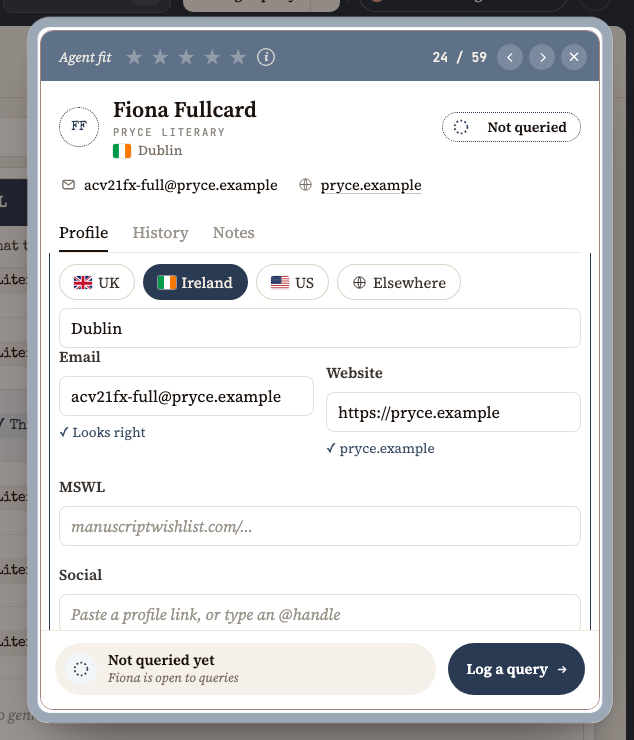 Agent fit
24 / 59
FF
Fiona Fullcard
PRYCE LITERARY
Dublin
Not queried
acv21fx-full@pryce.example
pryce.example
Profile
History
Notes
UK
Ireland
US
Elsewhere
Dublin
Email
Website
acv21fx-full@pryce.example
https://pryce.example
✓ Looks right
✓ pryce.example
MSWL
manuscriptwishlist.com/...
Social
Paste a profile link, or type an @handle
Not queried yet
Fiona is open to queries
Log a query →